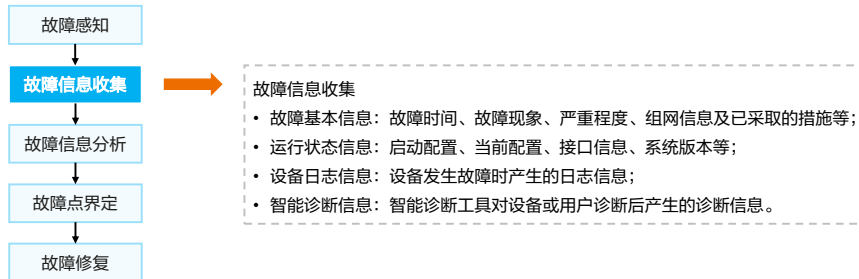 故障感知
故障信息收集
故障信息分析
故障点界定
故障修复
故障信息收集
• 故障基本信息：故障时间、故障现象、严重程度、组网信息及已采取的措施等；
• 运行状态信息：启动配置、当前配置、接口信息、系统版本等；
• 设备日志信息：设备发生故障时产生的日志信息；
• 智能诊断信息：智能诊断工具对设备或用户诊断后产生的诊断信息。